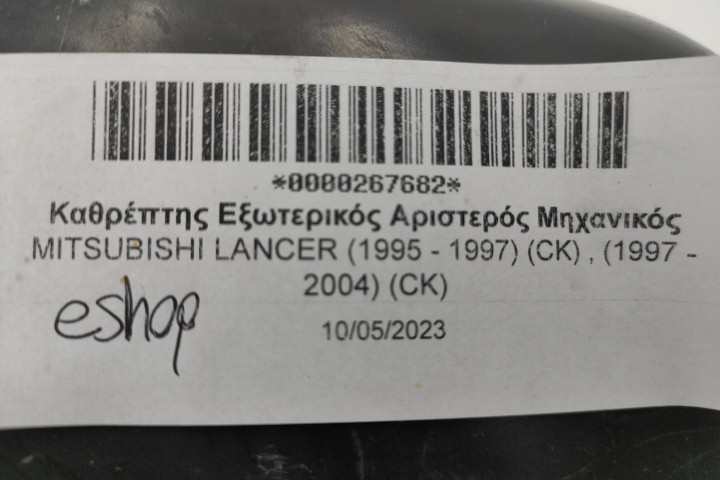 *0000267682*
Καθρέπτης Εξωτερικός Αριστερός Μηχανικός
MITSUBISHI LANCER (1995 - 1997) (CK) , (1997 -
2004) (CK)
eshop
10/05/2023